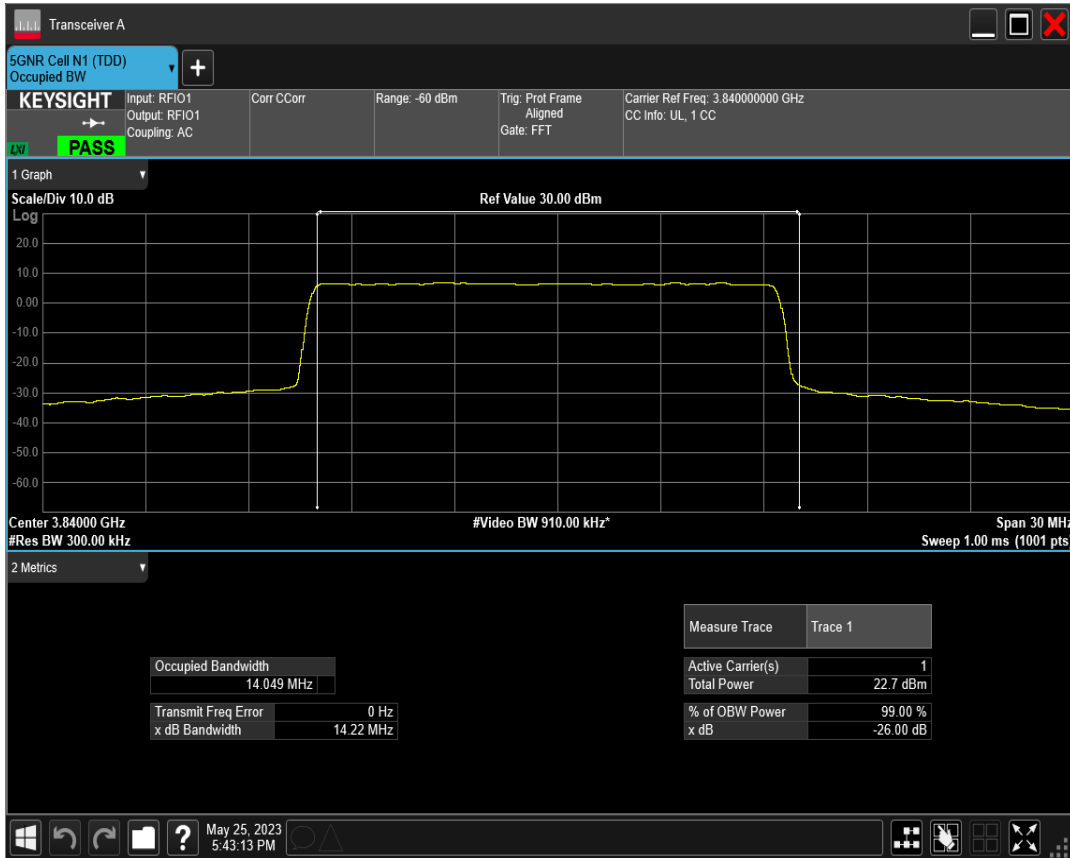 Transceiver A
5GNR Cell N1 (TDD)
Occupied BW
+
KEYSIGHT
LXI
PASS
Input: RFIO1
Output: RFIO1
Coupling: AC
Corr CCorr
Range: -60 dBm
Trig: Prot Frame
Aligned
Gate: FFT
Carrier Ref Freq: 3.840000000 GHz
CC Info: UL, 1 CC
1 Graph
Scale/Div 10.0 dB
Ref Value 30.00 dBm
Log
20.0
10.0
0.00
-10.0
-20.0
-30.0
-40.0
-50.0
-60.0
Center 3.84000 GHz
#Video BW 910.00 kHz*
Span 30 MHz
#Res BW 300.00 kHz
Sweep 1.00 ms (1001 pts)
2 Metrics
Measure Trace Trace 1
Occupied Bandwidth
14.049 MHz
Active Carrier(s) 1
Total Power 22.7 dBm
Transmit Freq Error 0 Hz
x dB Bandwidth 14.22 MHz
% of OBW Power 99.00 %
x dB -26.00 dB
?
May 25, 2023
5:43:13 PM